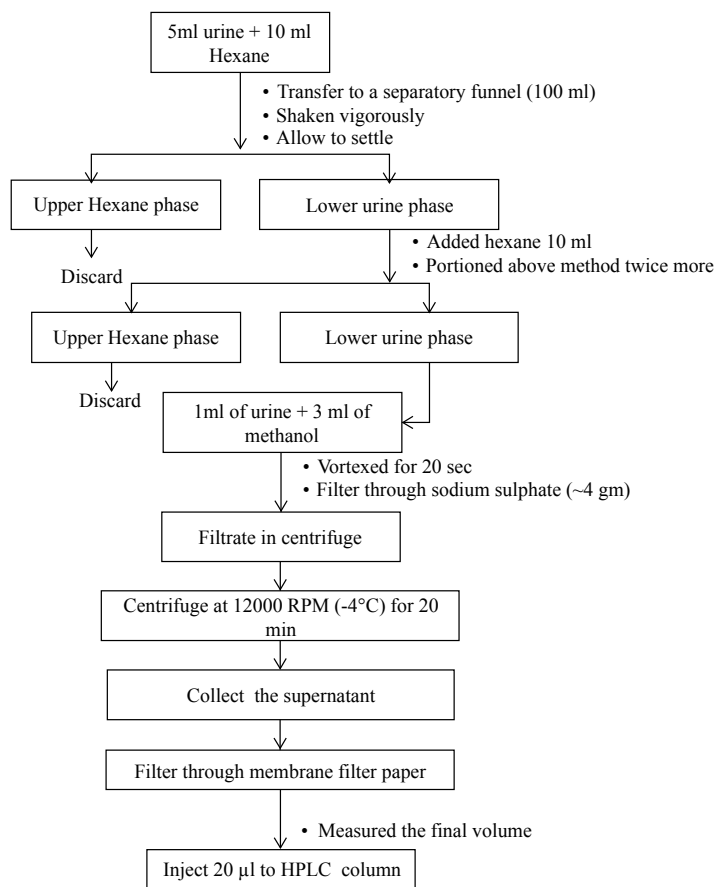 5ml urine + 10 ml
Hexane
• Transfer to a separatory funnel (100 ml)
• Shaken vigorously
• Allow to settle
Upper Hexane phase
Lower urine phase
• Added hexane 10 ml
• Portioned above method twice more
Discard
Upper Hexane phase
Lower urine phase
Discard
1ml of urine + 3 ml of
methanol
• Vortexed for 20 sec
• Filter through sodium sulphate (~4 gm)
Filtrate in centrifuge
Centrifuge at 12000 RPM (-4°C) for 20
min
Collect the supernatant
Filter through membrane filter paper
• Measured the final volume
Inject 20 µl to HPLC column